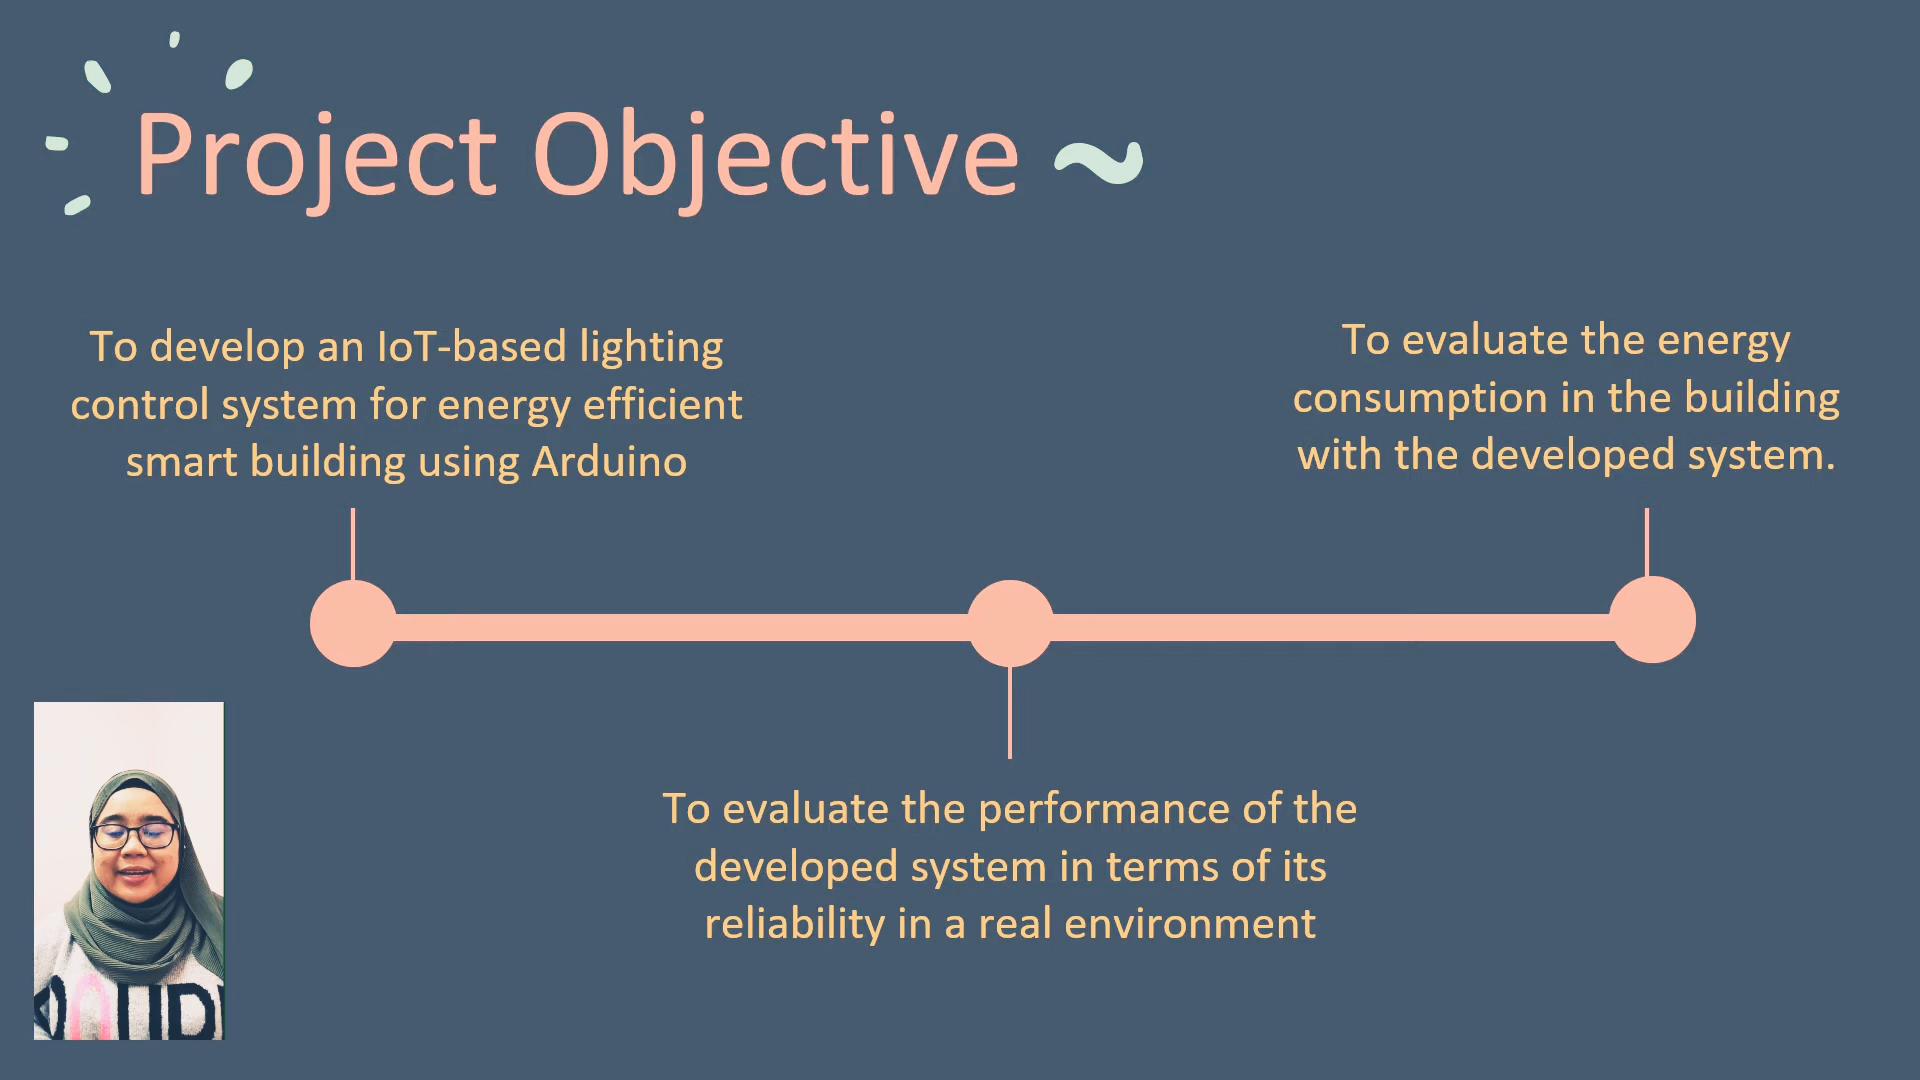 Project Objective
To develop an IoT-based lighting
control system for energy efficient
smart building using Arduino
To evaluate the energy
consumption in the building
with the developed system.
To evaluate the performance of the
developed system in terms of its
reliability in a real environment